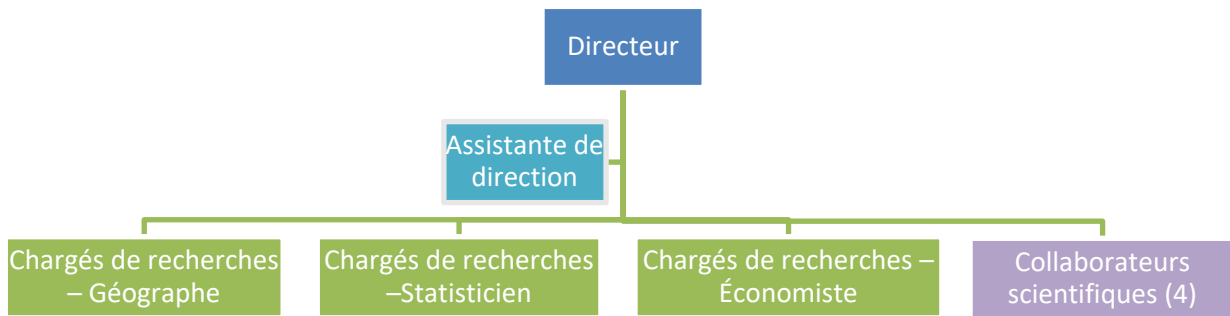 Directeur
Assistante de
direction
Chargés de recherches
– Géographe
Chargés de recherches
–Statisticien
Chargés de recherches –
Économiste
Collaborateurs
scientifiques (4)